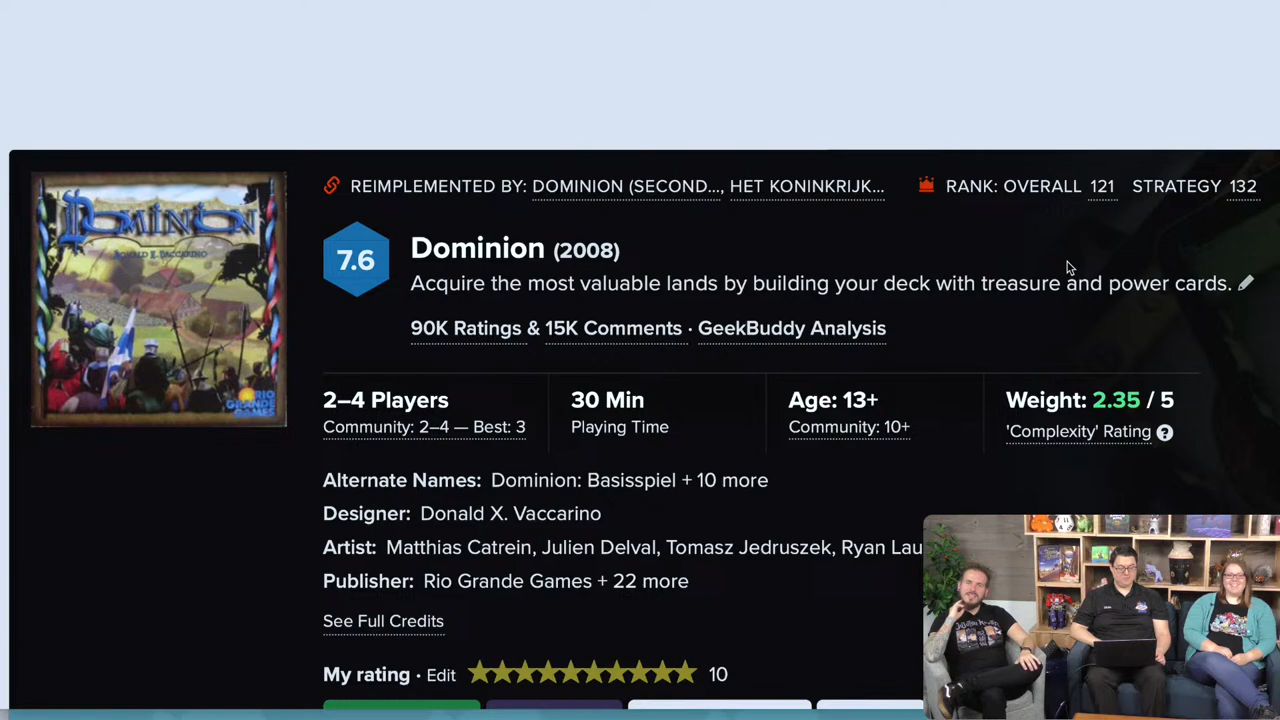 REIMPLEMENTED BY: DOMINION (SECOND..., HET KONINKRIJK...
RANK: OVERALL 121 STRATEGY 132
DOMINION
DONALD X. VACCARINO
RIO GRANDE GAMES
7.6
Dominion (2008)
Acquire the most valuable lands by building your deck with treasure and power cards.
90K Ratings & 15K Comments · GeekBuddy Analysis
2–4 Players
Community: 2–4 — Best: 3
30 Min
Playing Time
Age: 13+
Community: 10+
Weight: 2.35 / 5
'Complexity' Rating
Alternate Names: Dominion: Basisspiel + 10 more
Designer: Donald X. Vaccarino
Artist: Matthias Catrein, Julien Delval, Tomasz Jedruszek, Ryan Lau
Publisher: Rio Grande Games + 22 more
See Full Credits
My rating · Edit 10